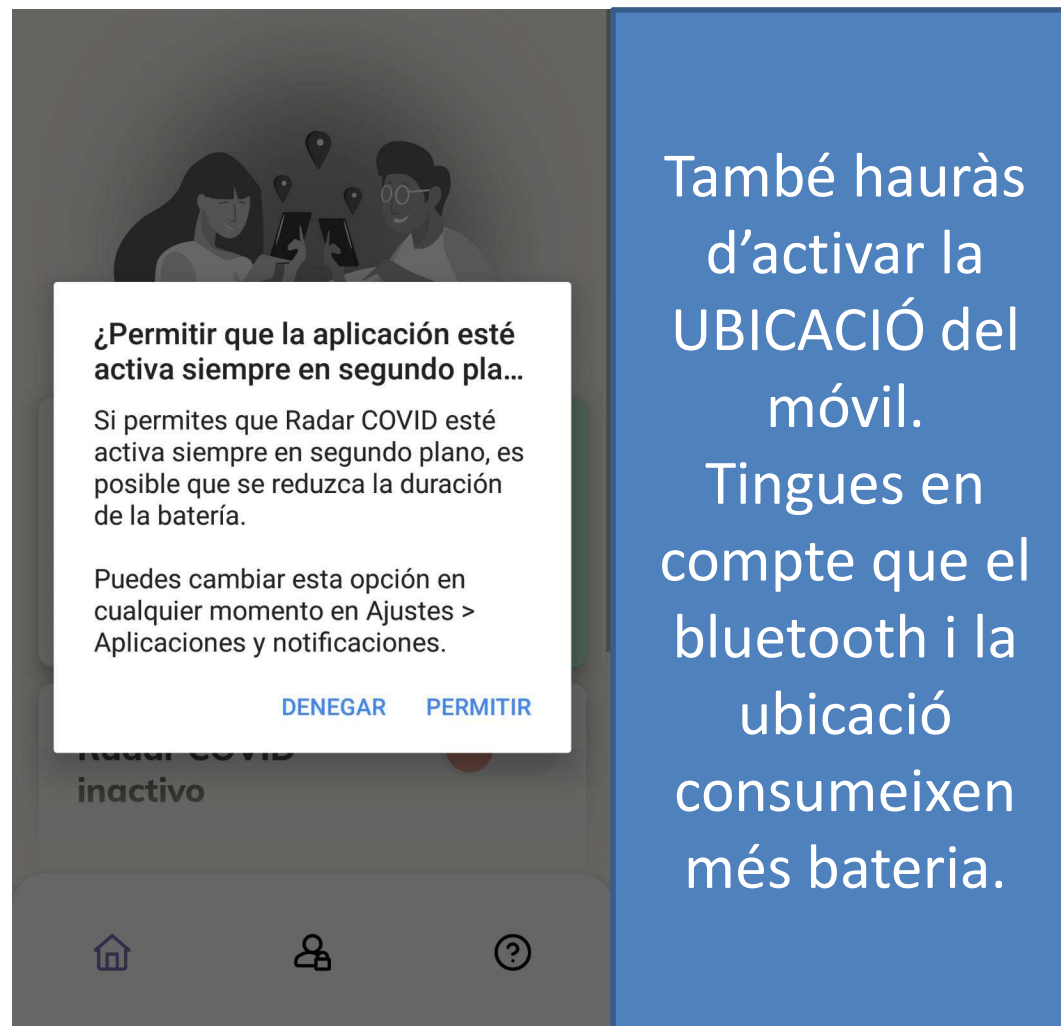 ¿Permitir que la aplicación esté
activa siempre en segundo pla...
Si permites que Radar COVID esté
activa siempre en segundo plano, es
posible que se reduzca la duración
de la batería.
Puedes cambiar esta opción en
cualquier momento en Ajustes >
Aplicaciones y notificaciones.
DENEGAR PERMITIR
Radar COVID
inactivo
També hauràs
d’activar la
UBICACIÓ del
móvil.
Tingues en
compte que el
bluetooth i la
ubicació
consumeixen
més bateria.